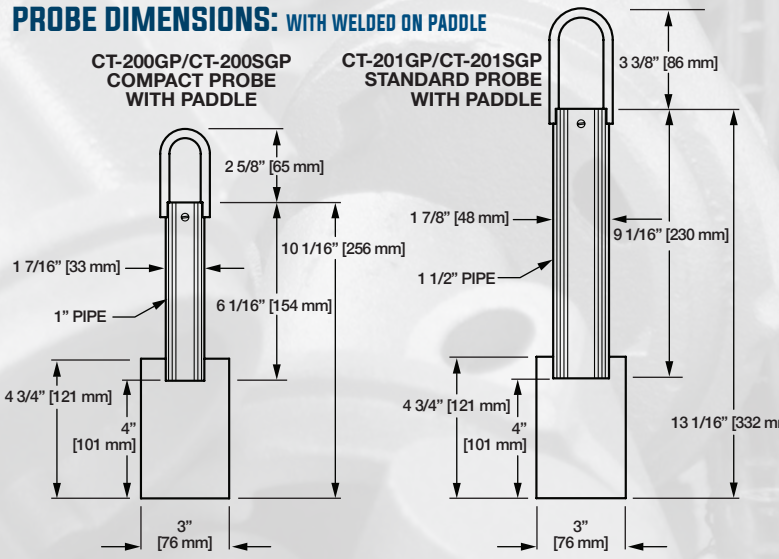 PROBE DIMENSIONS: WITH WELDED ON PADDLE
CT-200GP/CT-200SGP
COMPACT PROBE
WITH PADDLE
2 5/8” [65 mm]
10 1/16” [256 mm]
1 7/16” [33 mm]
6 1/16” [154 mm]
1” PIPE
4 3/4” [121 mm]
4”
[101 mm]
3”
[76 mm]
CT-201GP/CT-201SGP
STANDARD PROBE
WITH PADDLE
3 3/8” [86 mm]
1 7/8” [48 mm]
9 1/16” [230 mm]
1 1/2” PIPE
4 3/4” [121 mm]
4”
[101 mm]
13 1/16” [332 m
3”
[76 mm]